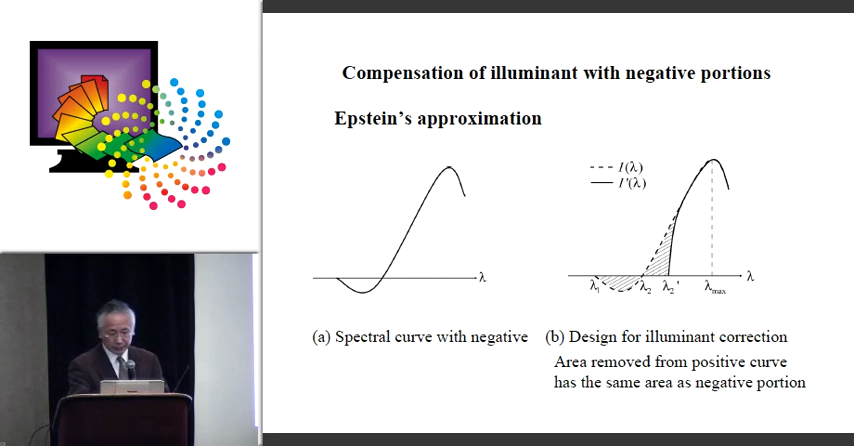 Compensation of illuminant with negative portions
Epstein's approximation
I(λ)
I'(λ)
λ
λ
λ₁ λ₂ λ₂' λmax
(a) Spectral curve with negative
(b) Design for illuminant correction
Area removed from positive curve
has the same area as negative portion